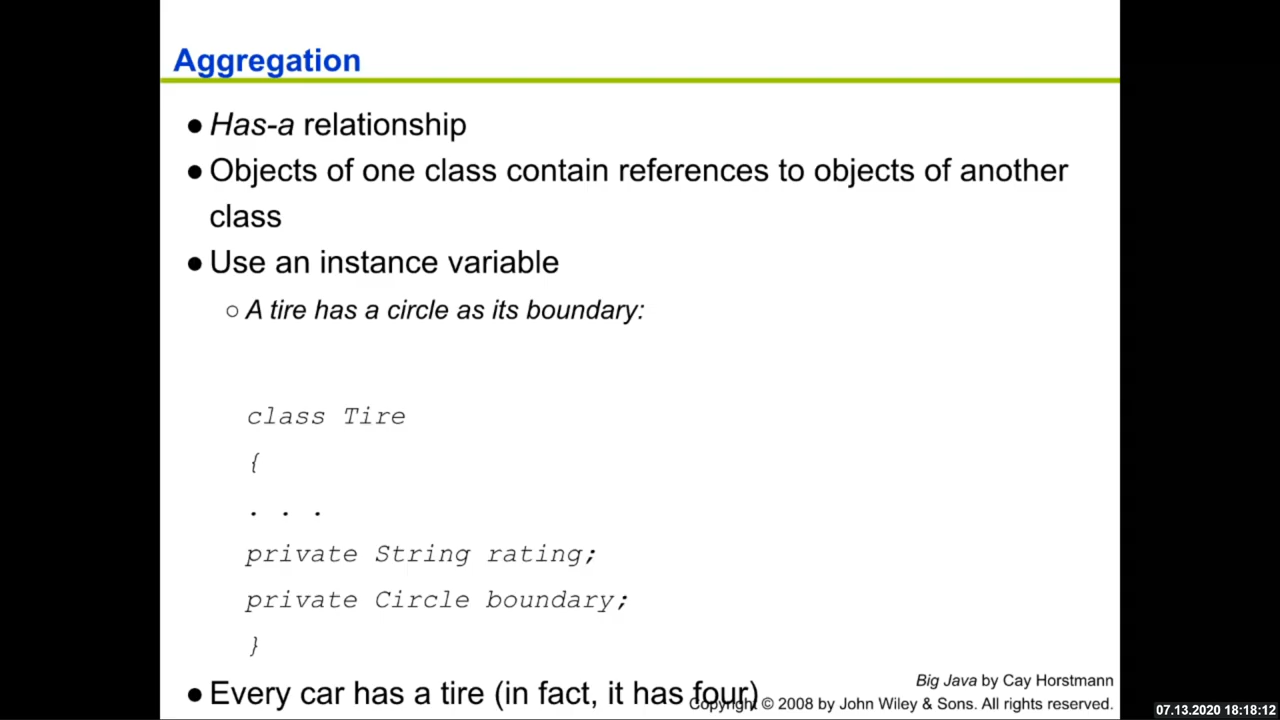 Aggregation
● Has-a relationship
● Objects of one class contain references to objects of another
class
● Use an instance variable
○ A tire has a circle as its boundary:
class Tire
{
. . .
private String rating;
private Circle boundary;
}
● Every car has a tire (in fact, it has four)
Big Java by Cay Horstmann
Copyright © 2008 by John Wiley & Sons. All rights reserved.
07.13.2020 18:18:12